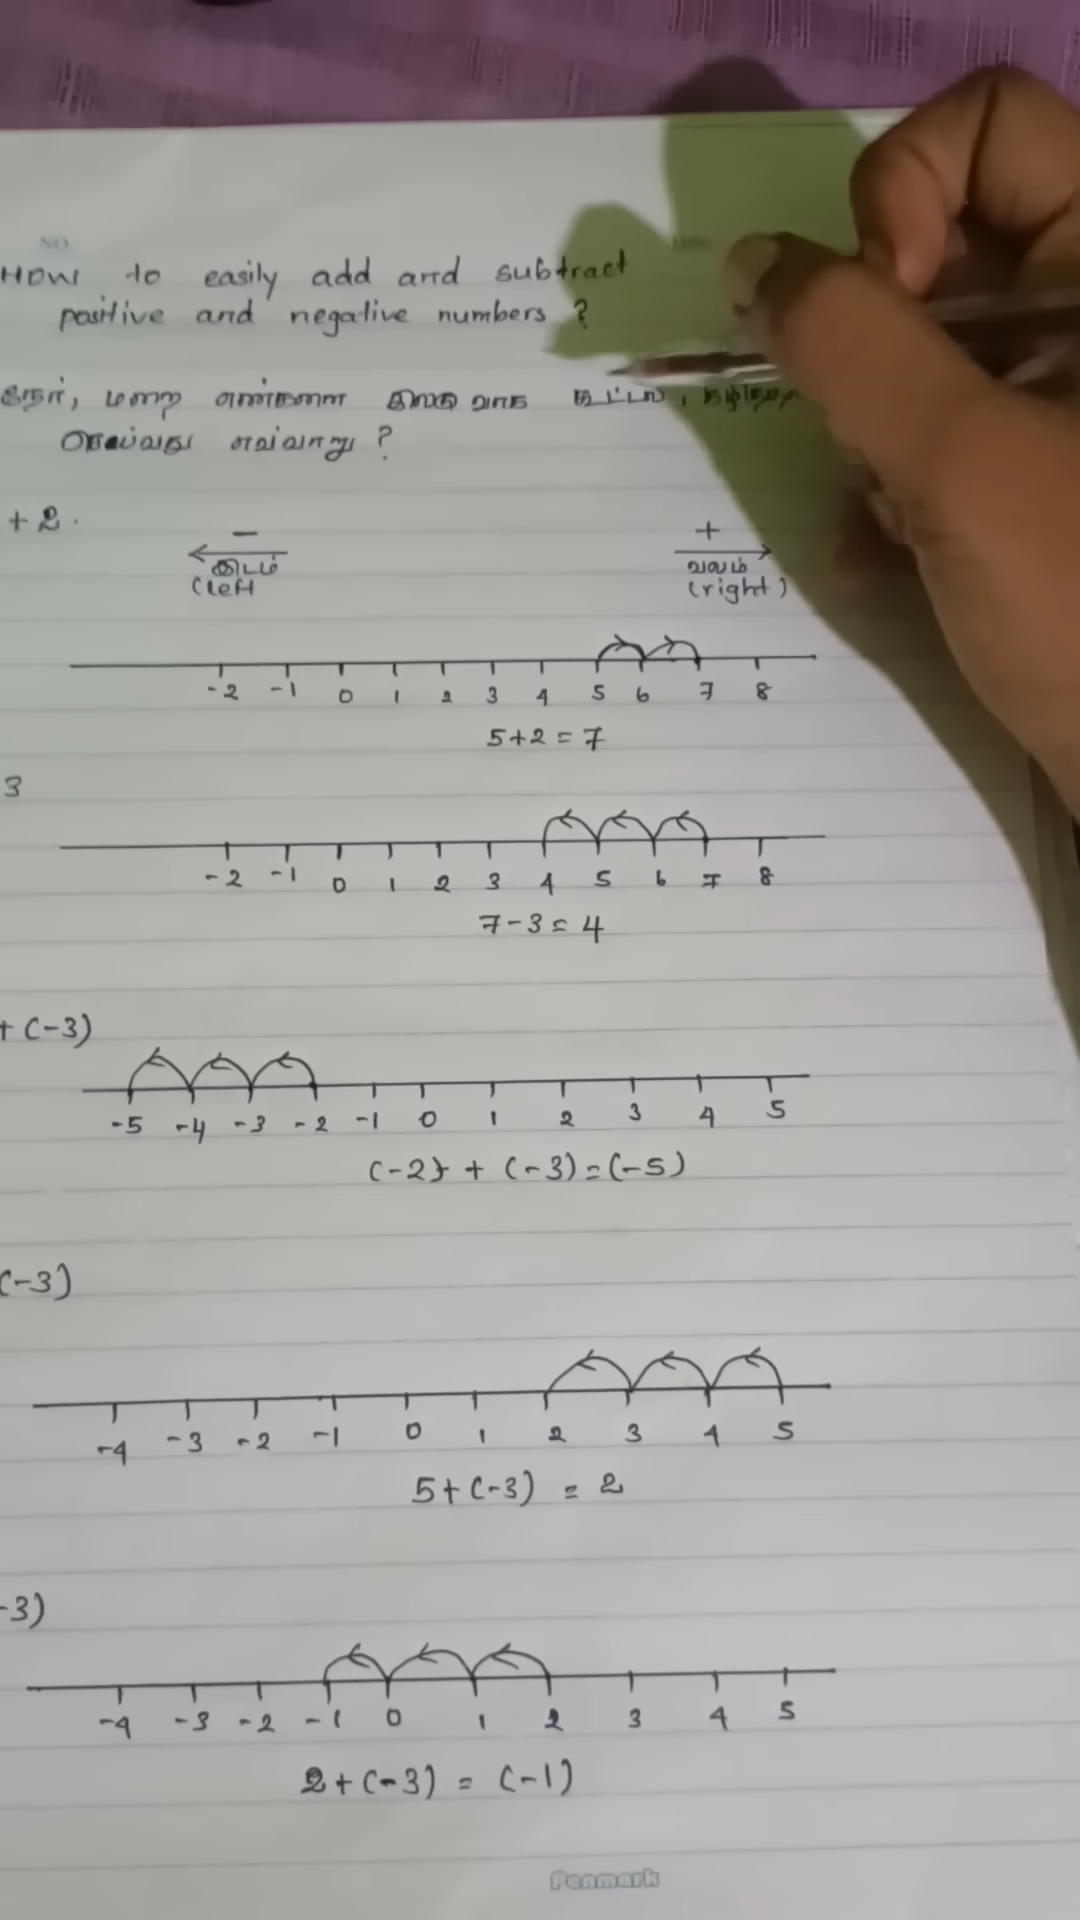 NO
How to easily add and subtract
positive and negative numbers ?
நேர், மறை எண்களை இலகுவாக கூட்டல்,
செய்வது எவ்வாறு ?
+ 2.
− +
இடம் வலம்
(left (right)
-2 -1 0 1 2 3 4 5 6 7 8
5+2 = 7
3
-2 -1 0 1 2 3 4 5 6 7 8
7-3 = 4
+ (-3)
-5 -4 -3 -2 -1 0 1 2 3 4 5
(-2) + (-3) = (-5)
(-3)
-4 -3 -2 -1 0 1 2 3 4 5
5+(-3) = 2
-3)
-4 -3 -2 -1 0 1 2 3 4 5
2+(-3) = (-1)
Penmark